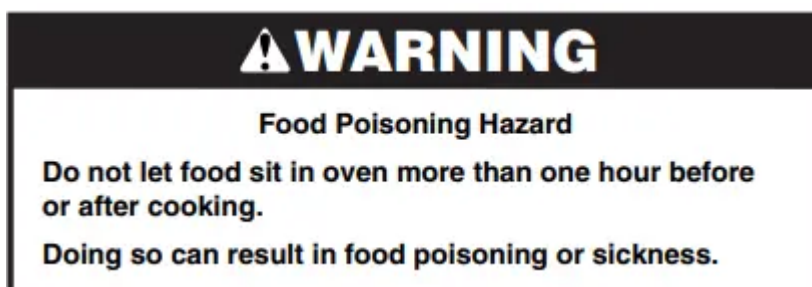 WARNING
Food Poisoning Hazard
Do not let food sit in oven more than one hour before
or after cooking.
Doing so can result in food poisoning or sickness.